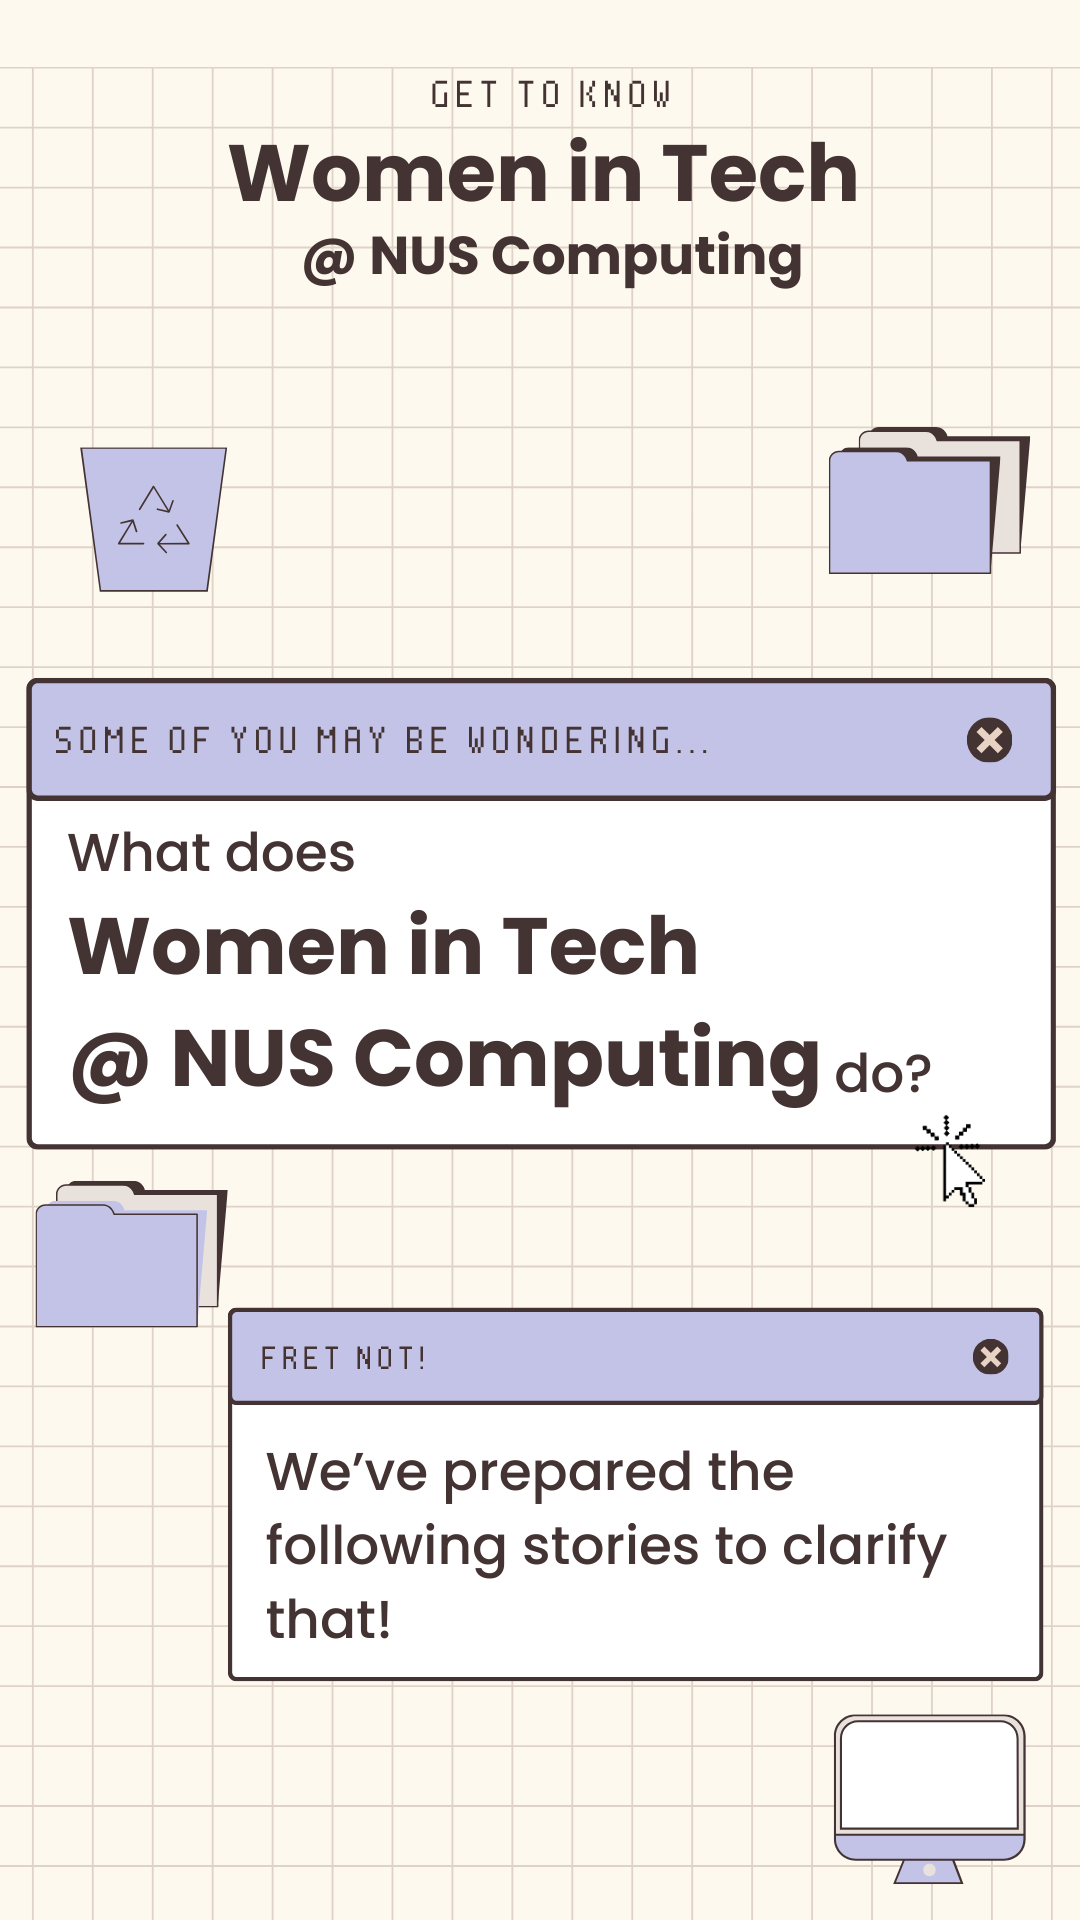 GET TO KNOW
Women in Tech
@ NUS Computing
SOME OF YOU MAY BE WONDERING...
What does
Women in Tech
@ NUS Computing do?
FRET NOT!
We’ve prepared the
following stories to clarify
that!